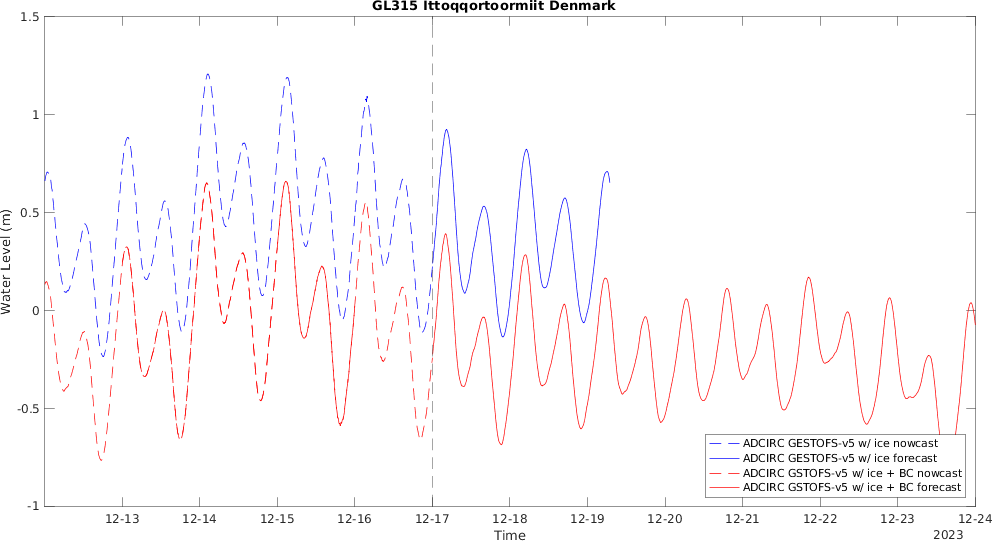 GL315 Ittoqqortoormiit Denmark
1.5
1
0.5
0
-0.5
-1
Water Level (m)
12-13
12-14
12-15
12-16
12-17
12-18
12-19
12-20
12-21
12-22
12-23
12-24
Time
2023
ADCIRC GESTOFS-v5 w/ ice nowcast
ADCIRC GESTOFS-v5 w/ ice forecast
ADCIRC GSTOFS-v5 w/ ice + BC nowcast
ADCIRC GSTOFS-v5 w/ ice + BC forecast